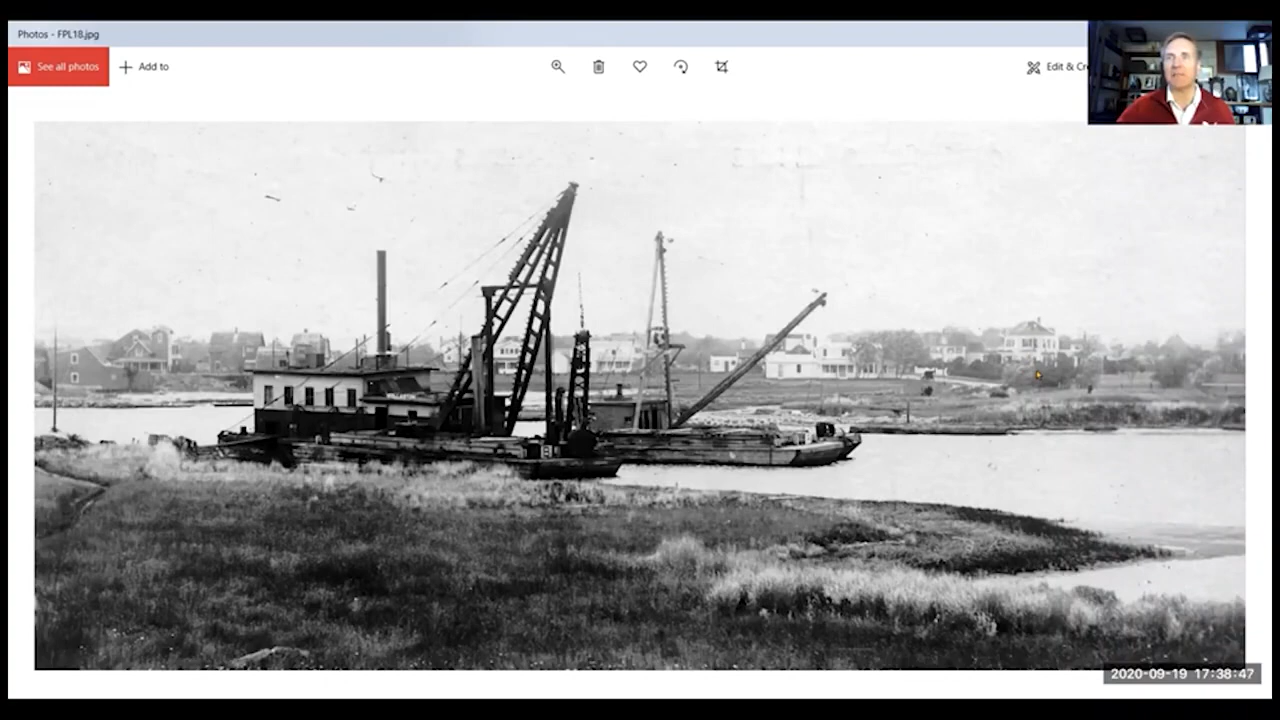 Photos - FPL18.jpg
See all photos
Add to
Edit & Cr
2020-09-19 17:38:47